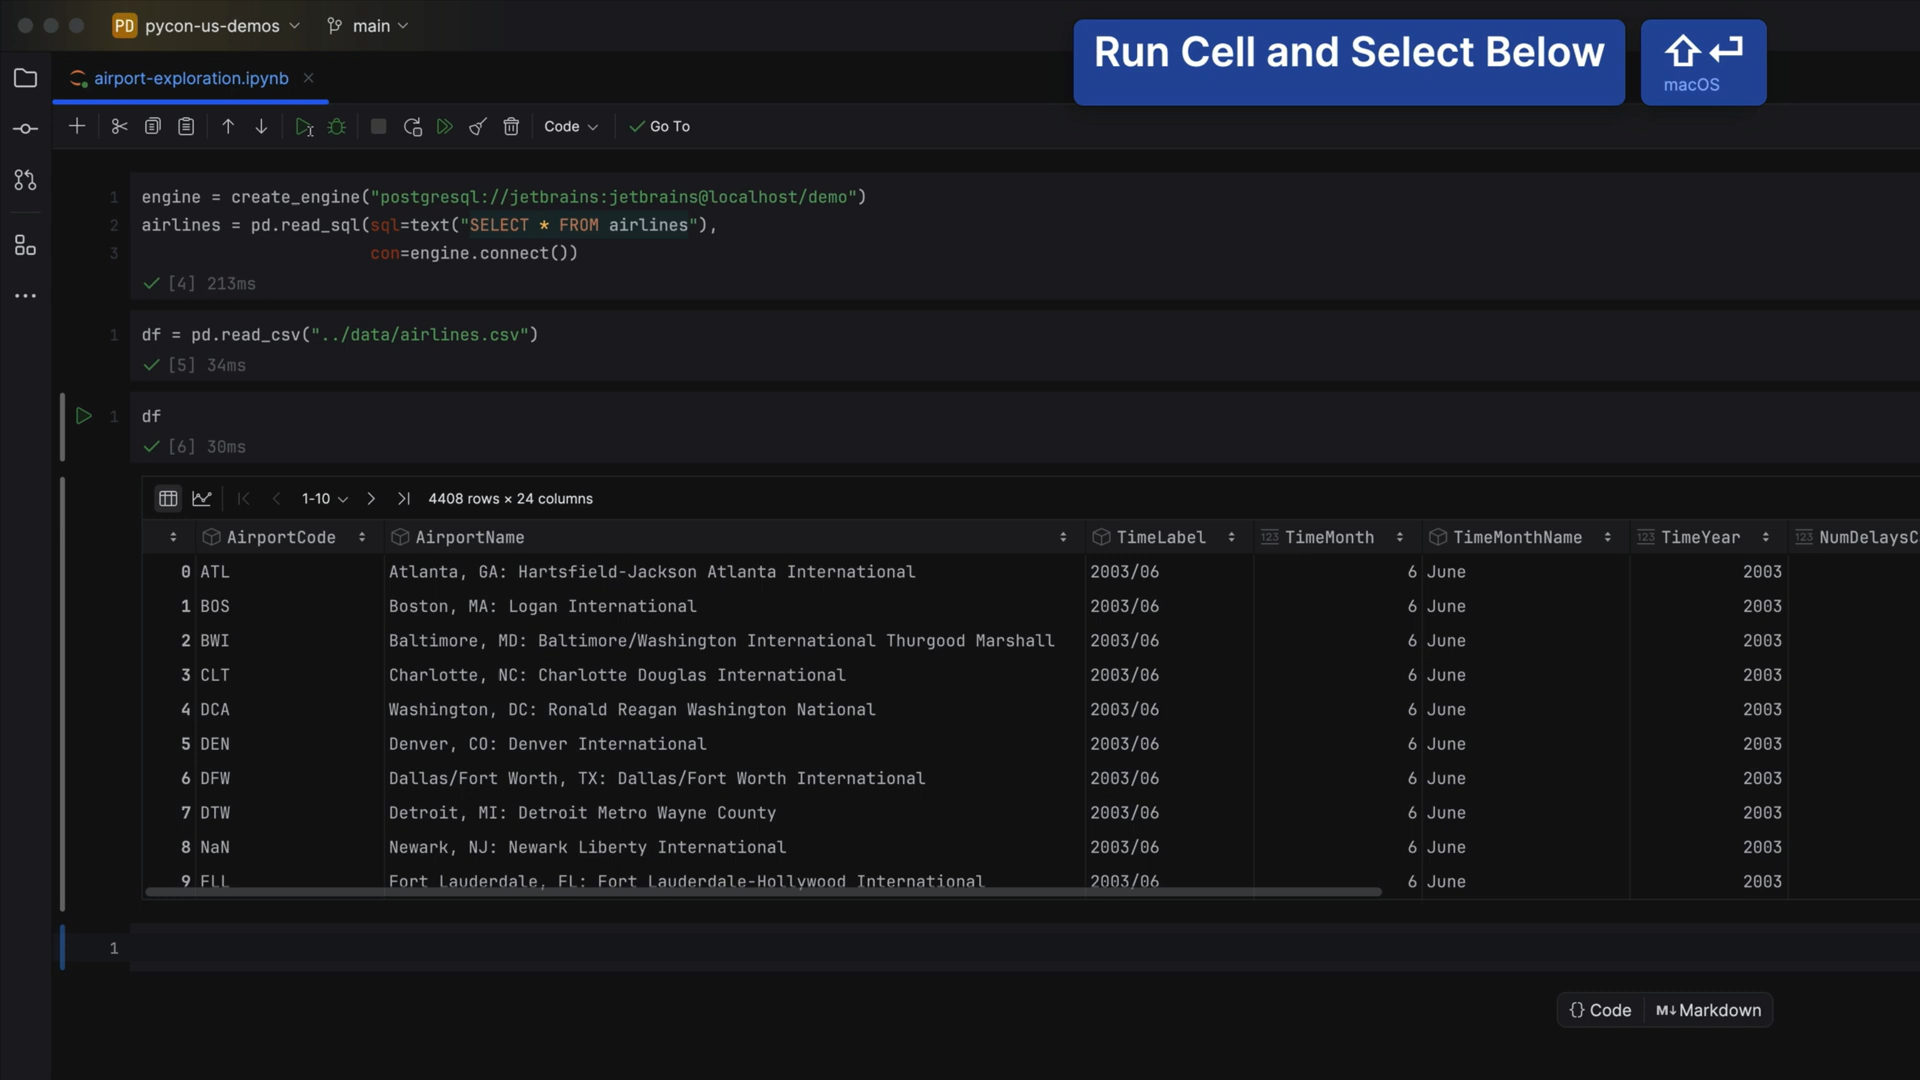 PD pycon-us-demos main
Run Cell and Select Below
macOS
airport-exploration.ipynb
Code Go To
1 engine = create_engine("postgresql://jetbrains:jetbrains@localhost/demo")
2 airlines = pd.read_sql(sql=text("SELECT * FROM airlines"),
3 con=engine.connect())
[4] 213ms
1 df = pd.read_csv("../data/airlines.csv")
[5] 34ms
1 df
[6] 30ms
1-10 4408 rows × 24 columns
AirportCode AirportName TimeLabel 123 TimeMonth TimeMonthName 123 TimeYear 123 NumDelaysC
0 ATL Atlanta, GA: Hartsfield-Jackson Atlanta International 2003/06 6 June 2003
1 BOS Boston, MA: Logan International 2003/06 6 June 2003
2 BWI Baltimore, MD: Baltimore/Washington International Thurgood Marshall 2003/06 6 June 2003
3 CLT Charlotte, NC: Charlotte Douglas International 2003/06 6 June 2003
4 DCA Washington, DC: Ronald Reagan Washington National 2003/06 6 June 2003
5 DEN Denver, CO: Denver International 2003/06 6 June 2003
6 DFW Dallas/Fort Worth, TX: Dallas/Fort Worth International 2003/06 6 June 2003
7 DTW Detroit, MI: Detroit Metro Wayne County 2003/06 6 June 2003
8 NaN Newark, NJ: Newark Liberty International 2003/06 6 June 2003
9 FLL Fort Lauderdale, FL: Fort Lauderdale-Hollywood International 2003/06 6 June 2003
1
{} Code M↓ Markdown